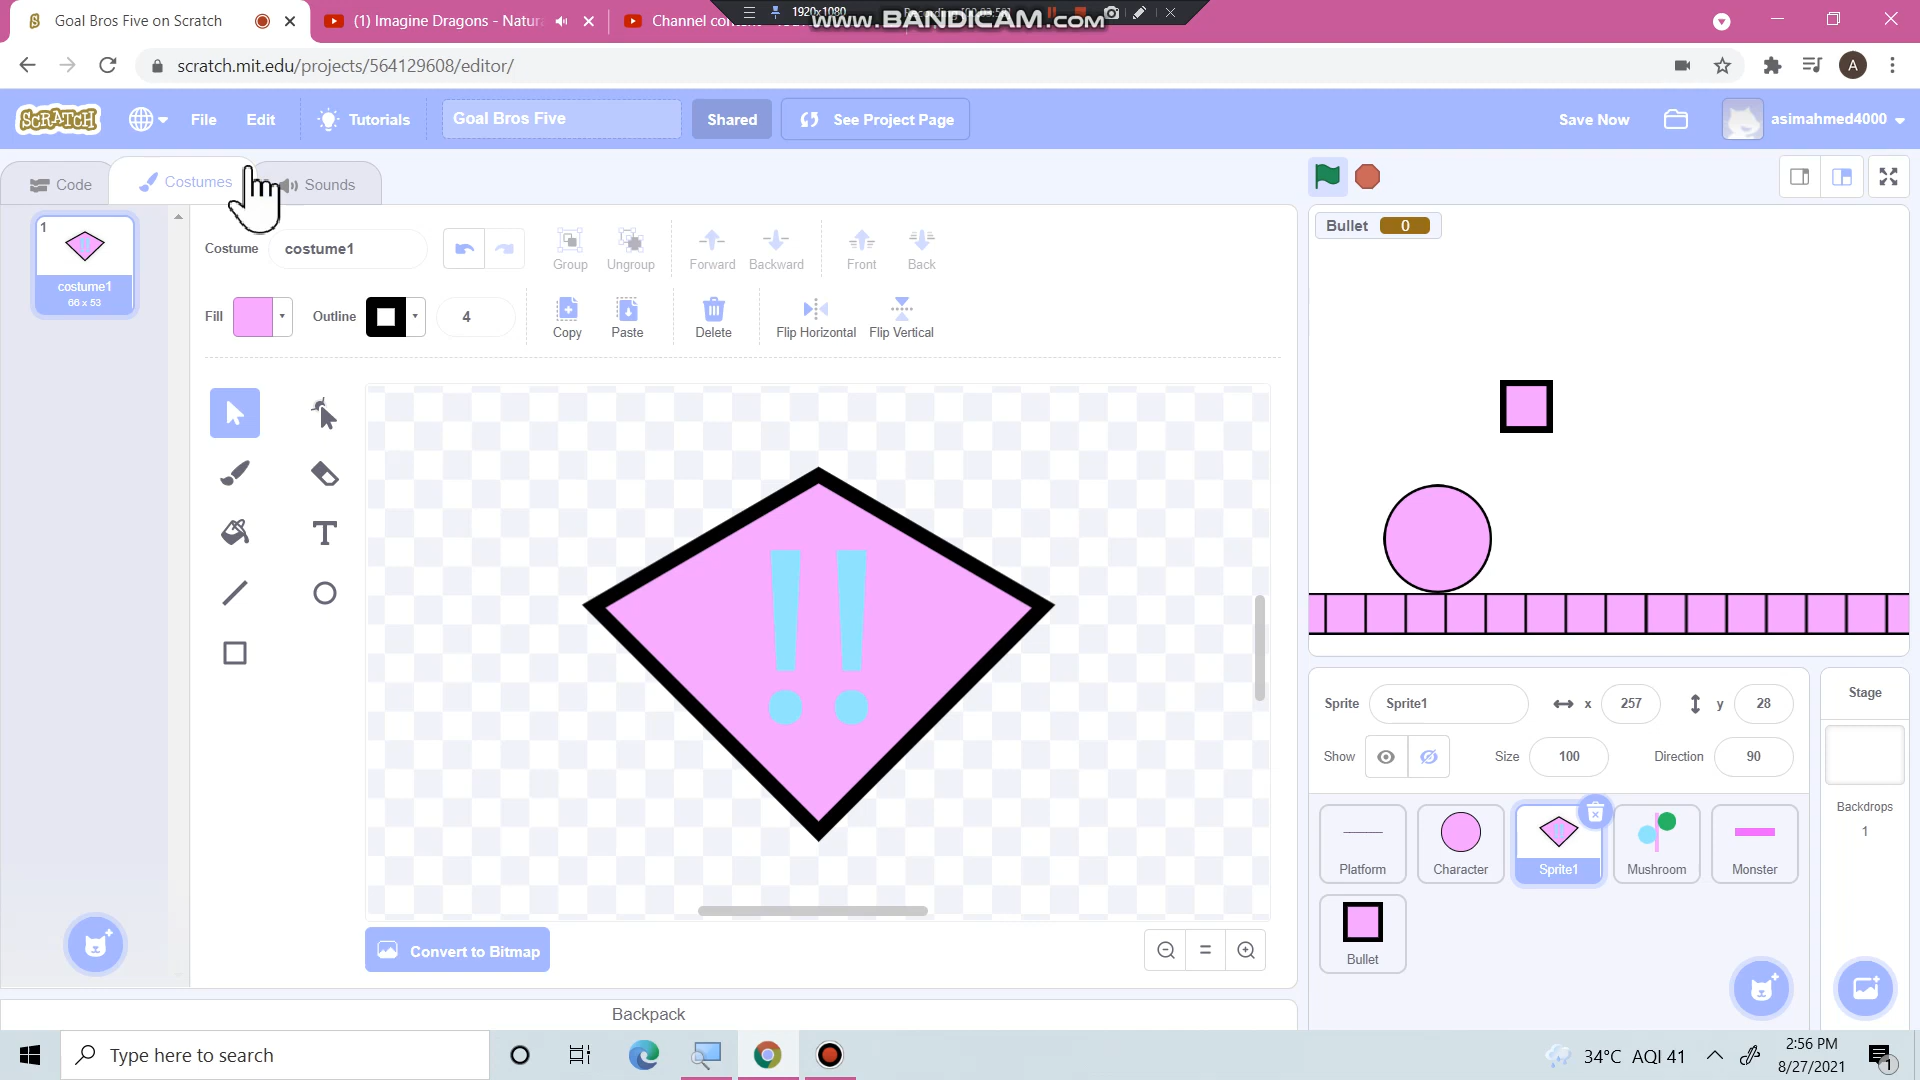 Goal Bros Five on Scratch
(1) Imagine Dragons - Natur
Channel con
1920x1080
www.BANDICAM.com
scratch.mit.edu/projects/564129608/editor/
A
SCRATCH
File
Edit
Tutorials
Goal Bros Five
Shared
See Project Page
Save Now
asimahmed4000
Code
Costumes
Sounds
1
costume1
66 x 53
Costume
costume1
Group
Ungroup
Forward
Backward
Front
Back
Fill
Outline
4
Copy
Paste
Delete
Flip Horizontal
Flip Vertical
T
!!
Convert to Bitmap
Backpack
Bullet 0
Sprite
Sprite1
x
257
y
28
Show
Size
100
Direction
90
Platform
Character
Sprite1
Mushroom
Monster
Bullet
Stage
Backdrops
1
Type here to search
34°C AQI 41
2:56 PM
8/27/2021
1